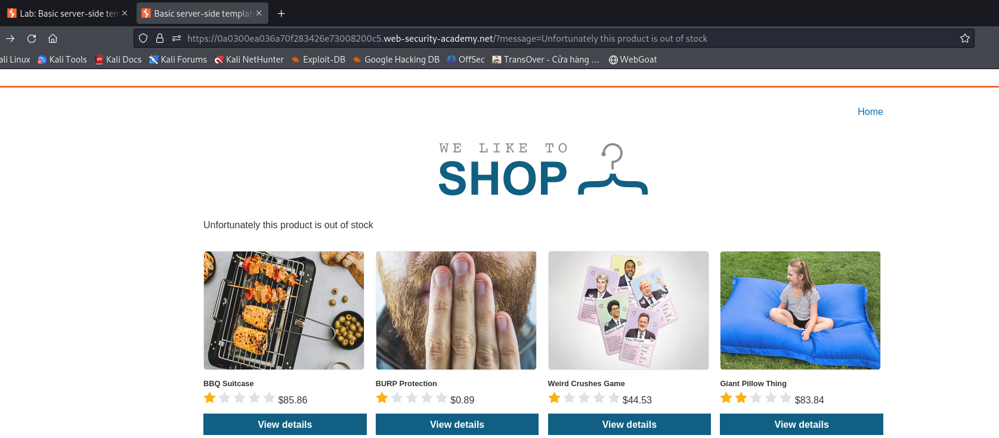 Lab: Basic server-side tem
Basic server-side templat
https://0a0300ea036a70f283426e73008200c5.web-security-academy.net/?message=Unfortunately this product is out of stock
ali Linux Kali Tools Kali Docs Kali Forums Kali NetHunter Exploit-DB Google Hacking DB OffSec TransOver - Cửa hàng … WebGoat
Home
WE LIKE TO
SHOP
Unfortunately this product is out of stock
BBQ Suitcase
$85.86
View details
BURP Protection
$0.89
View details
Weird Crushes Game
$44.53
View details
Giant Pillow Thing
$83.84
View details